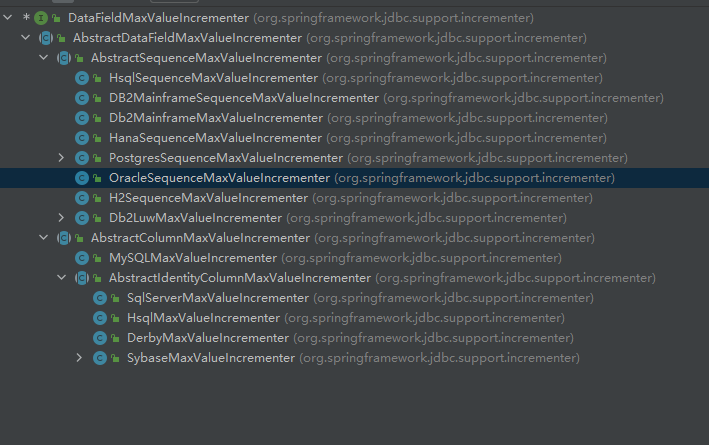 * DataFieldMaxValueIncrementer (org.springframework.jdbc.support.incrementer)
AbstractDataFieldMaxValueIncrementer (org.springframework.jdbc.support.incrementer)
AbstractSequenceMaxValueIncrementer (org.springframework.jdbc.support.incrementer)
HsqlSequenceMaxValueIncrementer (org.springframework.jdbc.support.incrementer)
DB2MainframeSequenceMaxValueIncrementer (org.springframework.jdbc.support.incrementer)
Db2MainframeMaxValueIncrementer (org.springframework.jdbc.support.incrementer)
HanaSequenceMaxValueIncrementer (org.springframework.jdbc.support.incrementer)
PostgresSequenceMaxValueIncrementer (org.springframework.jdbc.support.incrementer)
OracleSequenceMaxValueIncrementer (org.springframework.jdbc.support.incrementer)
H2SequenceMaxValueIncrementer (org.springframework.jdbc.support.incrementer)
Db2LuwMaxValueIncrementer (org.springframework.jdbc.support.incrementer)
AbstractColumnMaxValueIncrementer (org.springframework.jdbc.support.incrementer)
MySQLMaxValueIncrementer (org.springframework.jdbc.support.incrementer)
AbstractIdentityColumnMaxValueIncrementer (org.springframework.jdbc.support.incrementer)
SqlServerMaxValueIncrementer (org.springframework.jdbc.support.incrementer)
HsqlMaxValueIncrementer (org.springframework.jdbc.support.incrementer)
DerbyMaxValueIncrementer (org.springframework.jdbc.support.incrementer)
SybaseMaxValueIncrementer (org.springframework.jdbc.support.incrementer)